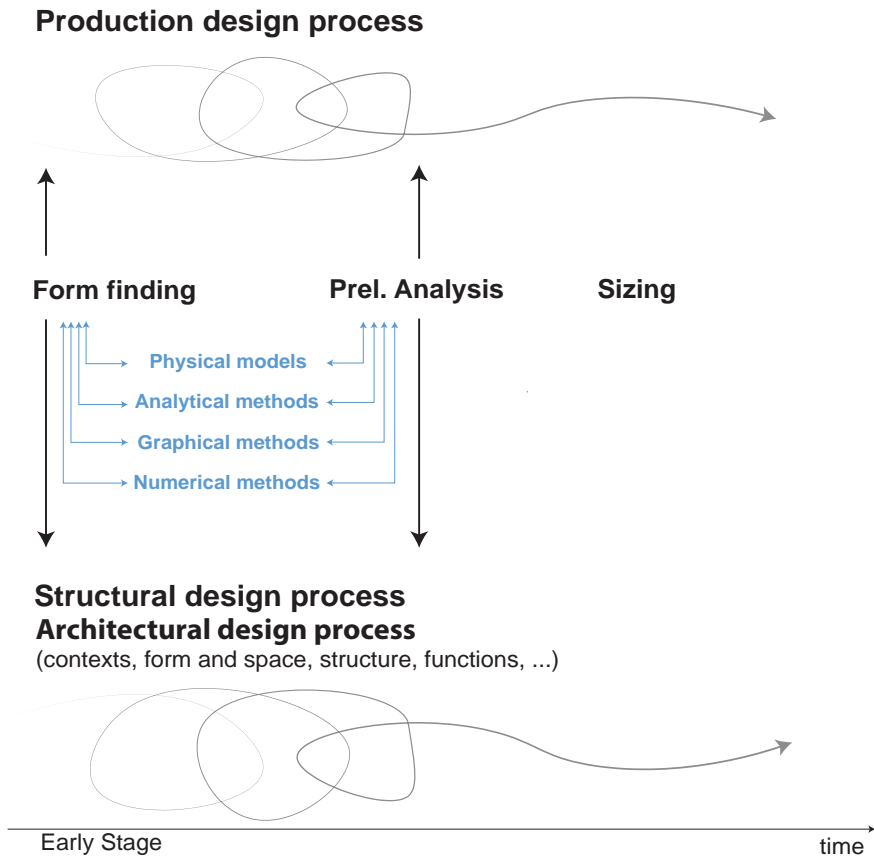 Production design process
Form finding
Prel. Analysis
Sizing
Physical models
Analytical methods
Graphical methods
Numerical methods
Structural design process
Architectural design process
(contexts, form and space, structure, functions, ...)
Early Stage
time